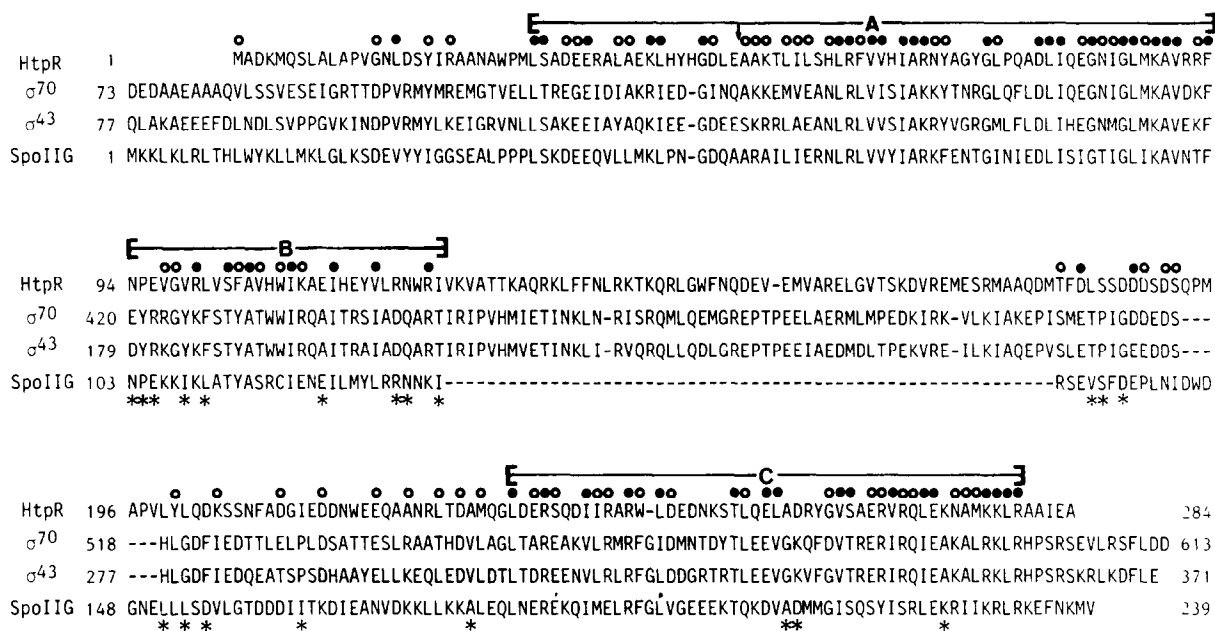 A
HtpR 1 MADKMQSLALAPVGNLDSYIRAANAWPMLSADEERALAEKLHYHGDLEAAKTLILSHLRFVVHIARNYAGYGLPQADLIQEGNIGLMKAVRRF
σ70 73 DEDAAEAAAQVLSSVESEIGRTTDPVRMYMREMGTVELLTREGEIDIAKRIED-GINQAKKEMVEANLRLVISIAKKYTNRGLQFLDLIQEGNIGLMKAVDKF
σ43 77 QLAKAEEEFDLNDLSVPPGVKINDPVRMYLKEIGRVNLLSAKEEIAYAQKIEE-GDEESKRRLAEANLRLVVSIAKRYVGRGMLFLDLIHEGNMGLMKAVEKF
SpoIIG 1 MKKLKLRLTHLWYKLLMKLGLKSDEVYYIGGSEALPPPLSKDEEQVLLMKLPNG-DQAARAILIERNLRLVVYIARKFENTGINIEDLISIGTIGLIKAVNTF
B
HtpR 94 NPEVGVRLVSFAVHWIKAEIHEYVLRNWRIVKVATTKAQRKLFFNLRKTKQRLGWFNQDEV-EMVARELGVTSKDVREMESRMAAQDMTFDLSSDDDSDSQPM
σ70 420 EYRRGYKFSTYATWWIRQAITRSIADQARTIRIPVHMIETINKLN-RISRQMLQEMGREPTPEELAERMLMPEDKIRK-VLKIAKEPISMETPIGDDEDS---
σ43 179 DYRKGYKFSTYATWWIRQAITRAIADQARTIRIPVHMVETINKLI-RVQRQLLQDLGREPTPEEIAEDMDLTPEKVRE-ILKIAQEPVSLETPIGEEDDS---
SpoIIG 103 NPEKKIKLATYASRCIENEILMYLRRNNKI------------------------------------------------------------RSEVSFDEPLNIDWD
*** * * * ** * ** *
C
HtpR 196 APVLYLQDKSSNFADGIEDDNWEEQAANRLTDAMQGLDERSQDIIRARW-LDEDNKSTLQELADRYGVSAERVRQLEKNAMKKLRAAIEA 284
σ70 518 ---HLGDFIEDTTLELPLDSATTESLRAATHDVLAGLTAREAKVLRMRFGIDMNTDYTLEEVGKQFDVTRERIRQIEAKALRKLRHPSRSEVLRSFLDD 613
σ43 277 ---HLGDFIEDQEATSPSDHAAYELLKEQLEDVLDTLTDREENVLRLRFGLDDGRTRTLEEVGKVFGVTRERIRQIEAKALRKLRHPSRSKRLKDFLE 371
SpoIIG 148 GNELLLSDVLGTDDDIITKDIEANVDKKLLKKALEQLNEREKQIMELRFGLVGEEEKTQKDVADMMGISQSYISRLEKRIIKRLRKEFNKMV 239
* * * * * ** *